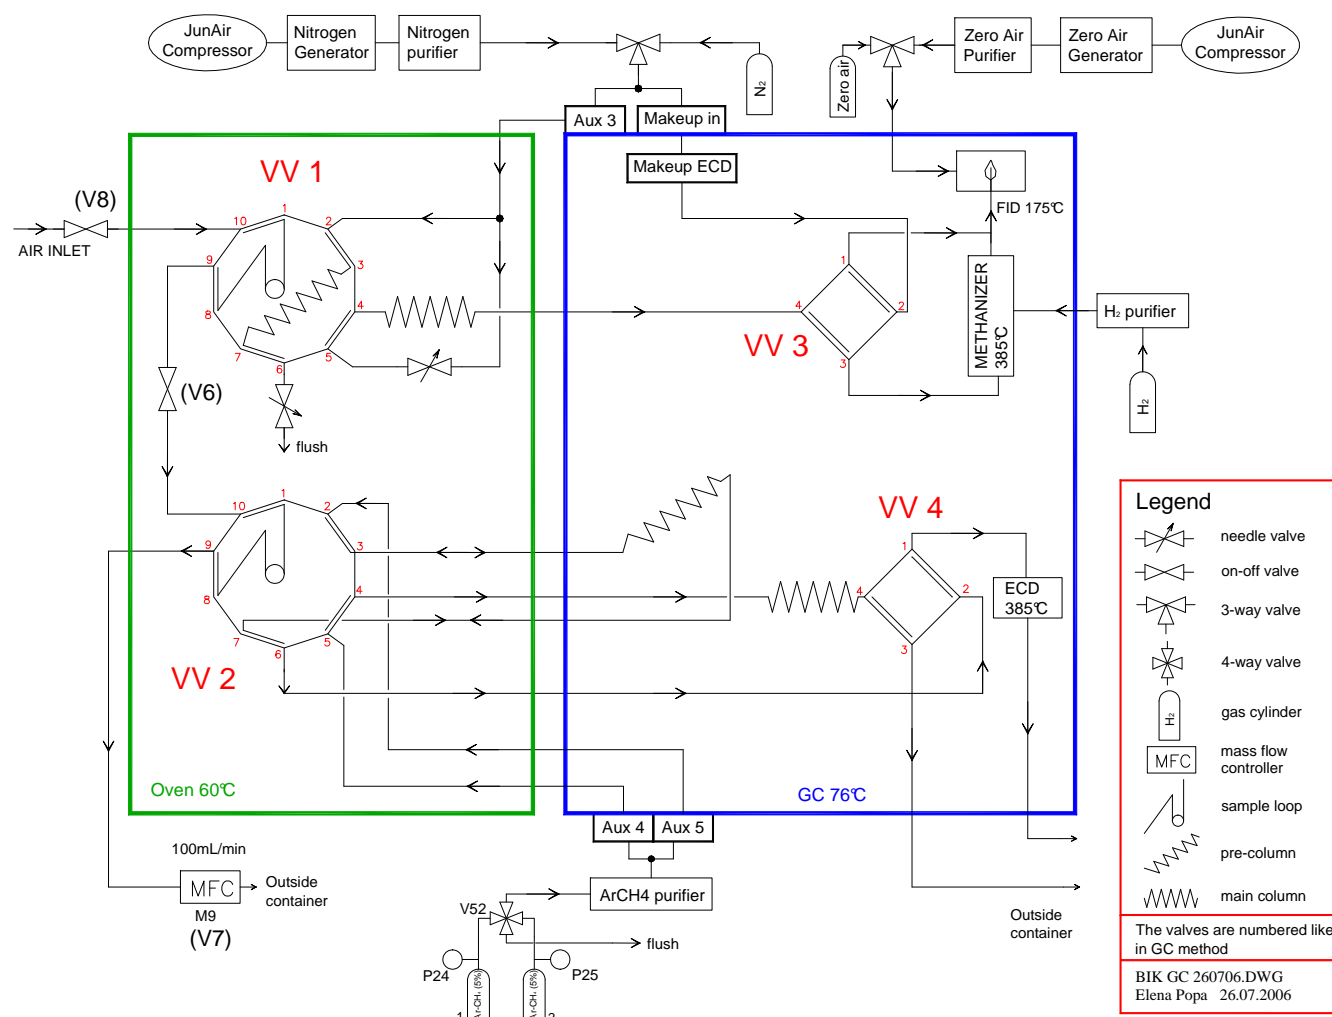 JunAir
Compressor
Nitrogen
Generator
Nitrogen
purifier
N2
Zero air
Zero Air
Purifier
Zero Air
Generator
JunAir
Compressor
Aux 3
Makeup in
Makeup ECD
VV 1
(V8)
AIR INLET
1
2
3
4
5
6
7
8
9
10
FID 175°C
METHANIZER
385°C
H2 purifier
H2
VV 3
1
2
3
4
(V6)
flush
1
2
3
4
5
6
7
8
9
10
VV 2
VV 4
1
2
3
4
ECD
385°C
Oven 60°C
GC 76°C
Aux 4
Aux 5
100mL/min
MFC
M9
(V7)
Outside
container
ArCH4 purifier
V52
flush
P24
P25
Ar-CH4 (5%)
Ar-CH4 (5%)
Outside
container
Legend
needle valve
on-off valve
3-way valve
4-way valve
H2
gas cylinder
MFC
mass flow
controller
sample loop
pre-column
main column
The valves are numbered like
in GC method
BIK GC 260706.DWG
Elena Popa 26.07.2006